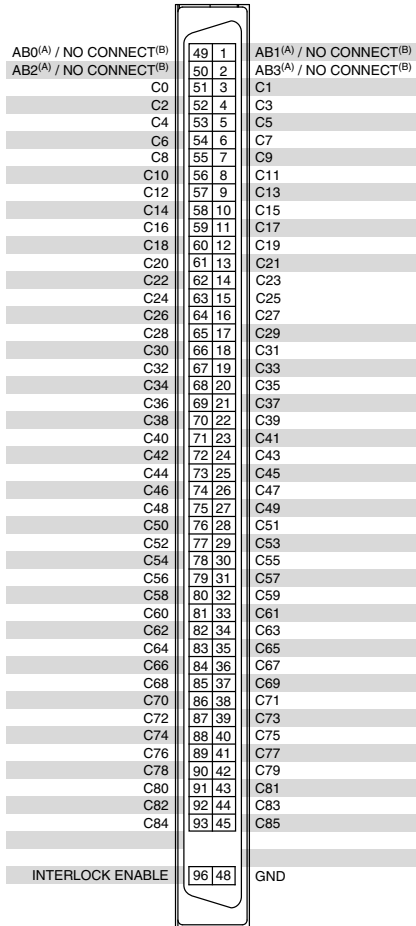 AB0(A) / NO CONNECT(B) 49 1 AB1(A) / NO CONNECT(B)
AB2(A) / NO CONNECT(B) 50 2 AB3(A) / NO CONNECT(B)
C0 51 3 C1
C2 52 4 C3
C4 53 5 C5
C6 54 6 C7
C8 55 7 C9
C10 56 8 C11
C12 57 9 C13
C14 58 10 C15
C16 59 11 C17
C18 60 12 C19
C20 61 13 C21
C22 62 14 C23
C24 63 15 C25
C26 64 16 C27
C28 65 17 C29
C30 66 18 C31
C32 67 19 C33
C34 68 20 C35
C36 69 21 C37
C38 70 22 C39
C40 71 23 C41
C42 72 24 C43
C44 73 25 C45
C46 74 26 C47
C48 75 27 C49
C50 76 28 C51
C52 77 29 C53
C54 78 30 C55
C56 79 31 C57
C58 80 32 C59
C60 81 33 C61
C62 82 34 C63
C64 83 35 C65
C66 84 36 C67
C68 85 37 C69
C70 86 38 C71
C72 87 39 C73
C74 88 40 C75
C76 89 41 C77
C78 90 42 C79
C80 91 43 C81
C82 92 44 C83
C84 93 45 C85
INTERLOCK ENABLE 96 48 GND